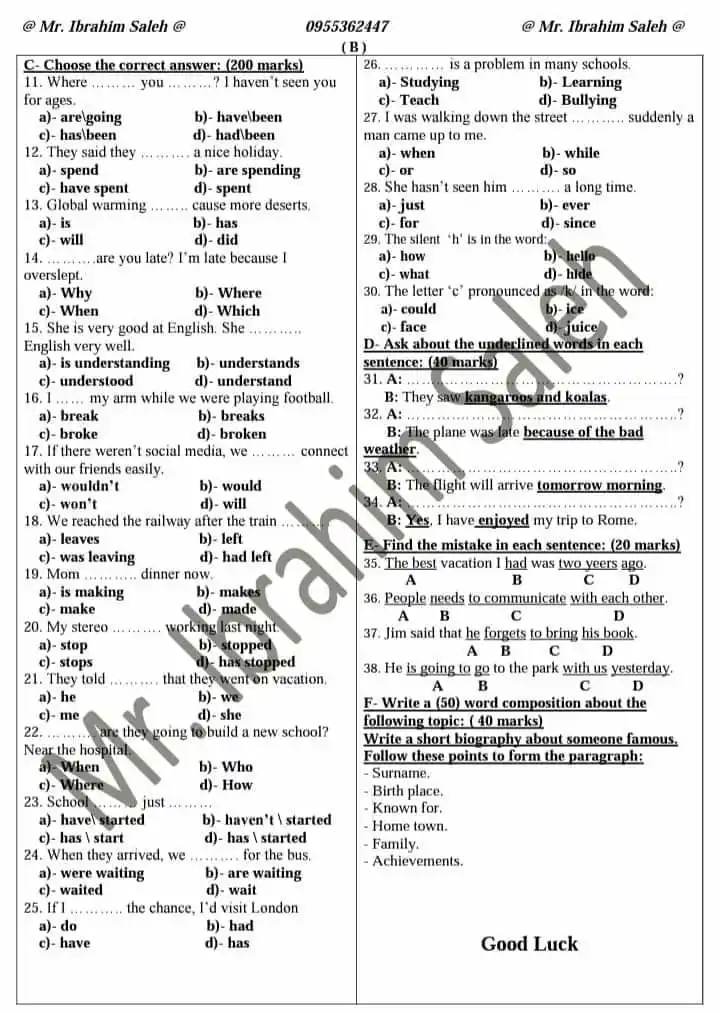 @ Mr. Ibrahim Saleh @ 0955362447 @ Mr. Ibrahim Saleh @
( B )
C- Choose the correct answer: (200 marks)
11. Where ……… you ………? I haven't seen you
for ages.
a)- are\going b)- have\been
c)- has\been d)- had\been
12. They said they ………. a nice holiday.
a)- spend b)- are spending
c)- have spent d)- spent
13. Global warming …….. cause more deserts.
a)- is b)- has
c)- will d)- did
14. ……….are you late? I'm late because I
overslept.
a)- Why b)- Where
c)- When d)- Which
15. She is very good at English. She ………..
English very well.
a)- is understanding b)- understands
c)- understood d)- understand
16. I …… my arm while we were playing football.
a)- break b)- breaks
c)- broke d)- broken
17. If there weren't social media, we ……… connect
with our friends easily.
a)- wouldn't b)- would
c)- won't d)- will
18. We reached the railway after the train ……….
a)- leaves b)- left
c)- was leaving d)- had left
19. Mom ……….. dinner now.
a)- is making b)- makes
c)- make d)- made
20. My stereo ………. working last night.
a)- stop b)- stopped
c)- stops d)- has stopped
21. They told ………. that they went on vacation.
a)- he b)- we
c)- me d)- she
22. ………. are they going to build a new school?
Near the hospital.
a)- When b)- Who
c)- Where d)- How
23. School ……… just ………
a)- have\ started b)- haven't \ started
c)- has \ start d)- has \ started
24. When they arrived, we ………. for the bus.
a)- were waiting b)- are waiting
c)- waited d)- wait
25. If I ……….. the chance, I'd visit London
a)- do b)- had
c)- have d)- has
26. ………… is a problem in many schools.
a)- Studying b)- Learning
c)- Teach d)- Bullying
27. I was walking down the street ……….. suddenly a
man came up to me.
a)- when b)- while
c)- or d)- so
28. She hasn't seen him ………. a long time.
a)- just b)- ever
c)- for d)- since
29. The silent 'h' is in the word:
a)- how b)- hello
c)- what d)- hide
30. The letter 'c' pronounced as /k/ in the word:
a)- could b)- ice
c)- face d)- juice
D- Ask about the underlined words in each
sentence: (40 marks)
31. A: ……………………………………………….?
B: They saw kangaroos and koalas.
32. A: ……………………………………………….?
B: The plane was late because of the bad
weather.
33. A: ……………………………………………….?
B: The flight will arrive tomorrow morning.
34. A: ……………………………………………….?
B: Yes, I have enjoyed my trip to Rome.
E- Find the mistake in each sentence: (20 marks)
35. The best vacation I had was two yeers ago.
A B C D
36. People needs to communicate with each other.
A B C D
37. Jim said that he forgets to bring his book.
A B C D
38. He is going to go to the park with us yesterday.
A B C D
F- Write a (50) word composition about the
following topic: ( 40 marks)
Write a short biography about someone famous.
Follow these points to form the paragraph:
- Surname.
- Birth place.
- Known for.
- Home town.
- Family.
- Achievements.
Good Luck
Mr. Ibrahim Saleh